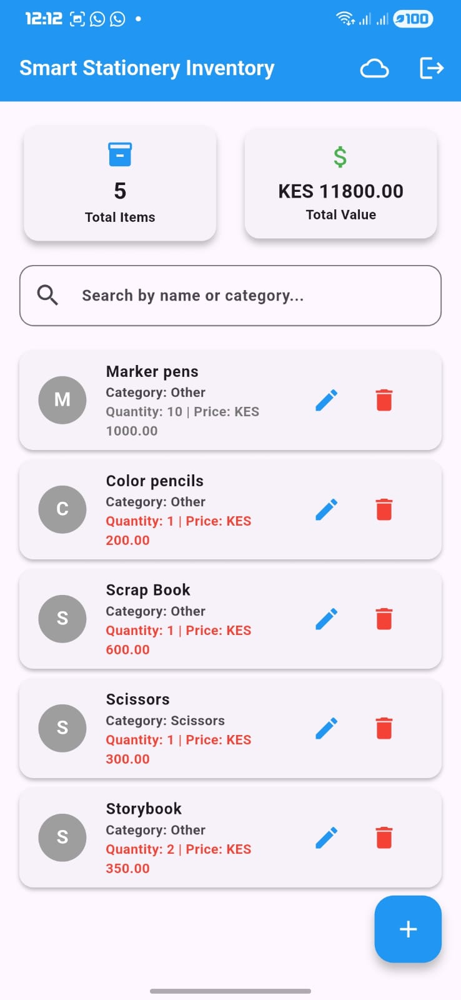 12:12
100
Smart Stationery Inventory
5
Total Items
$
KES 11800.00
Total Value
Search by name or category...
M
Marker pens
Category: Other
Quantity: 10 | Price: KES
1000.00
C
Color pencils
Category: Other
Quantity: 1 | Price: KES
200.00
S
Scrap Book
Category: Other
Quantity: 1 | Price: KES
600.00
S
Scissors
Category: Scissors
Quantity: 1 | Price: KES
300.00
S
Storybook
Category: Other
Quantity: 2 | Price: KES
350.00
+